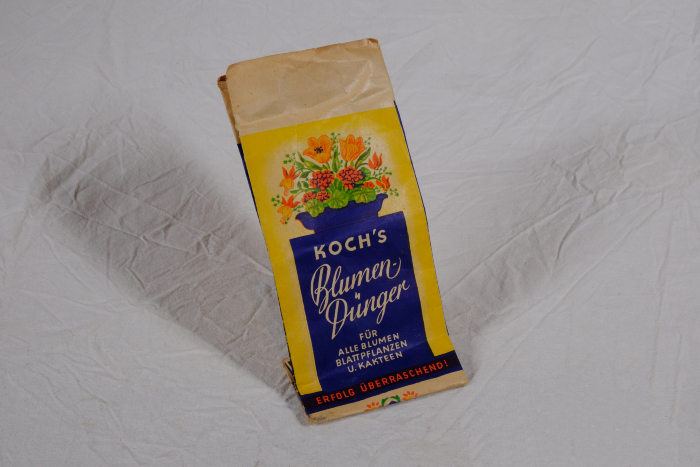 KOCH'S
Blumen-
Dünger
FÜR
ALLE BLUMEN
BLATTPFLANZEN
U. KAKTEEN
ERFOLG ÜBERRASCHEND!